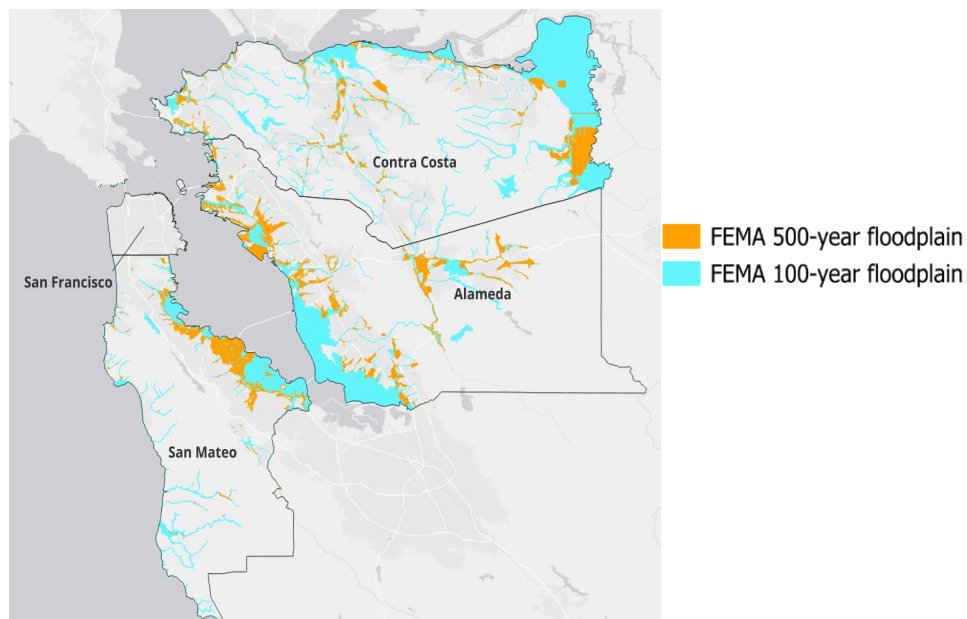 Contra Costa
San Francisco
Alameda
San Mateo
FEMA 500-year floodplain
FEMA 100-year floodplain